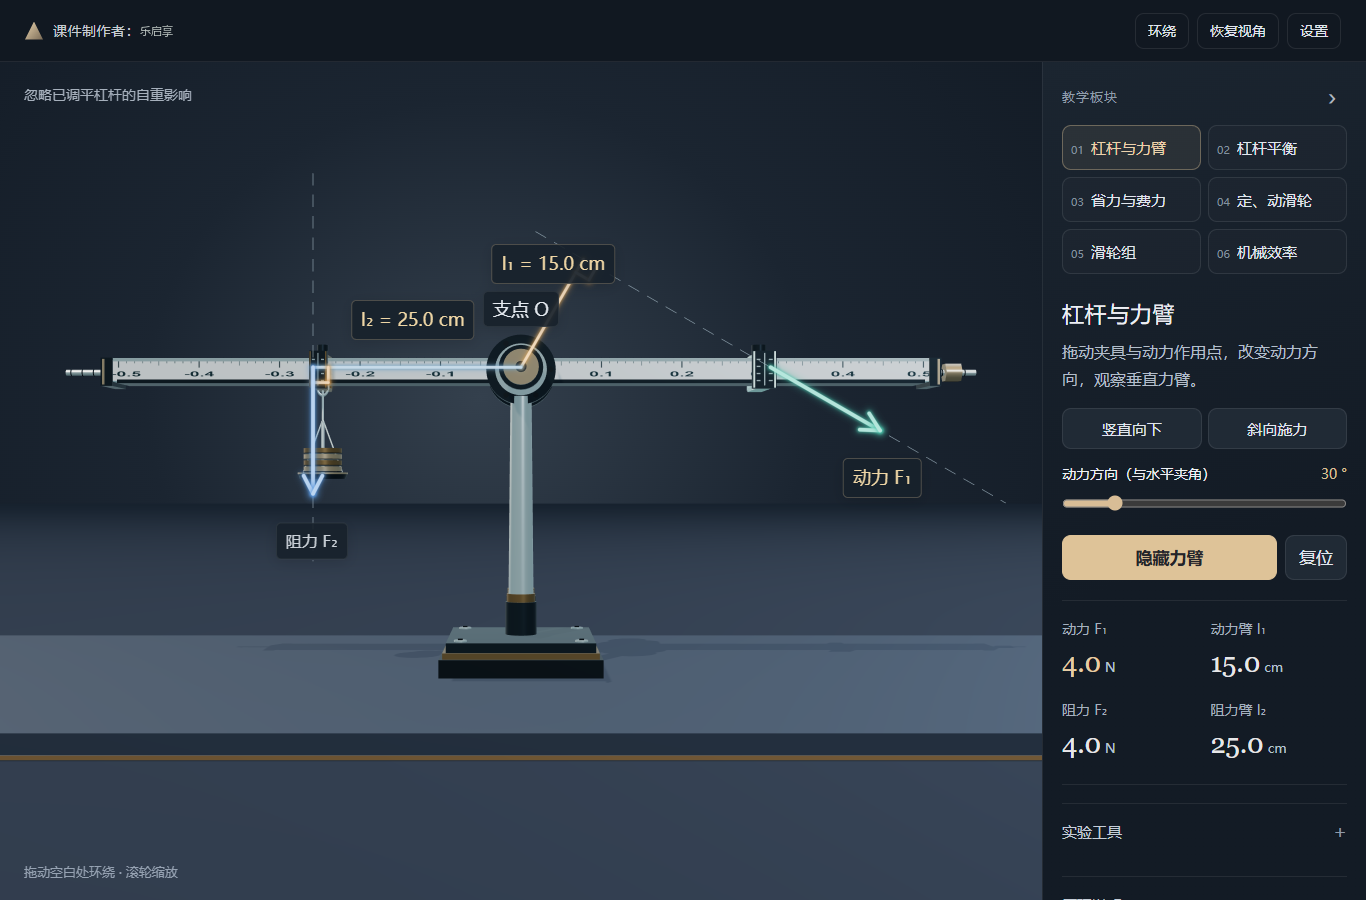 课件制作者：乐启享
环绕
恢复视角
设置
忽略已调平杠杆的自重影响
l₁ = 15.0 cm
支点 O
l₂ = 25.0 cm
-0.5 -0.4 -0.3 -0.2 -0.1 0.1 0.2 0.4 0.5
动力 F₁
阻力 F₂
拖动空白处环绕 · 滚轮缩放
教学板块
01 杠杆与力臂
02 杠杆平衡
03 省力与费力
04 定、动滑轮
05 滑轮组
06 机械效率
杠杆与力臂
拖动夹具与动力作用点，改变动力方
向，观察垂直力臂。
竖直向下
斜向施力
动力方向（与水平夹角）
30 °
隐藏力臂
复位
动力 F₁
动力臂 l₁
4.0 N
15.0 cm
阻力 F₂
阻力臂 l₂
4.0 N
25.0 cm
实验工具
+